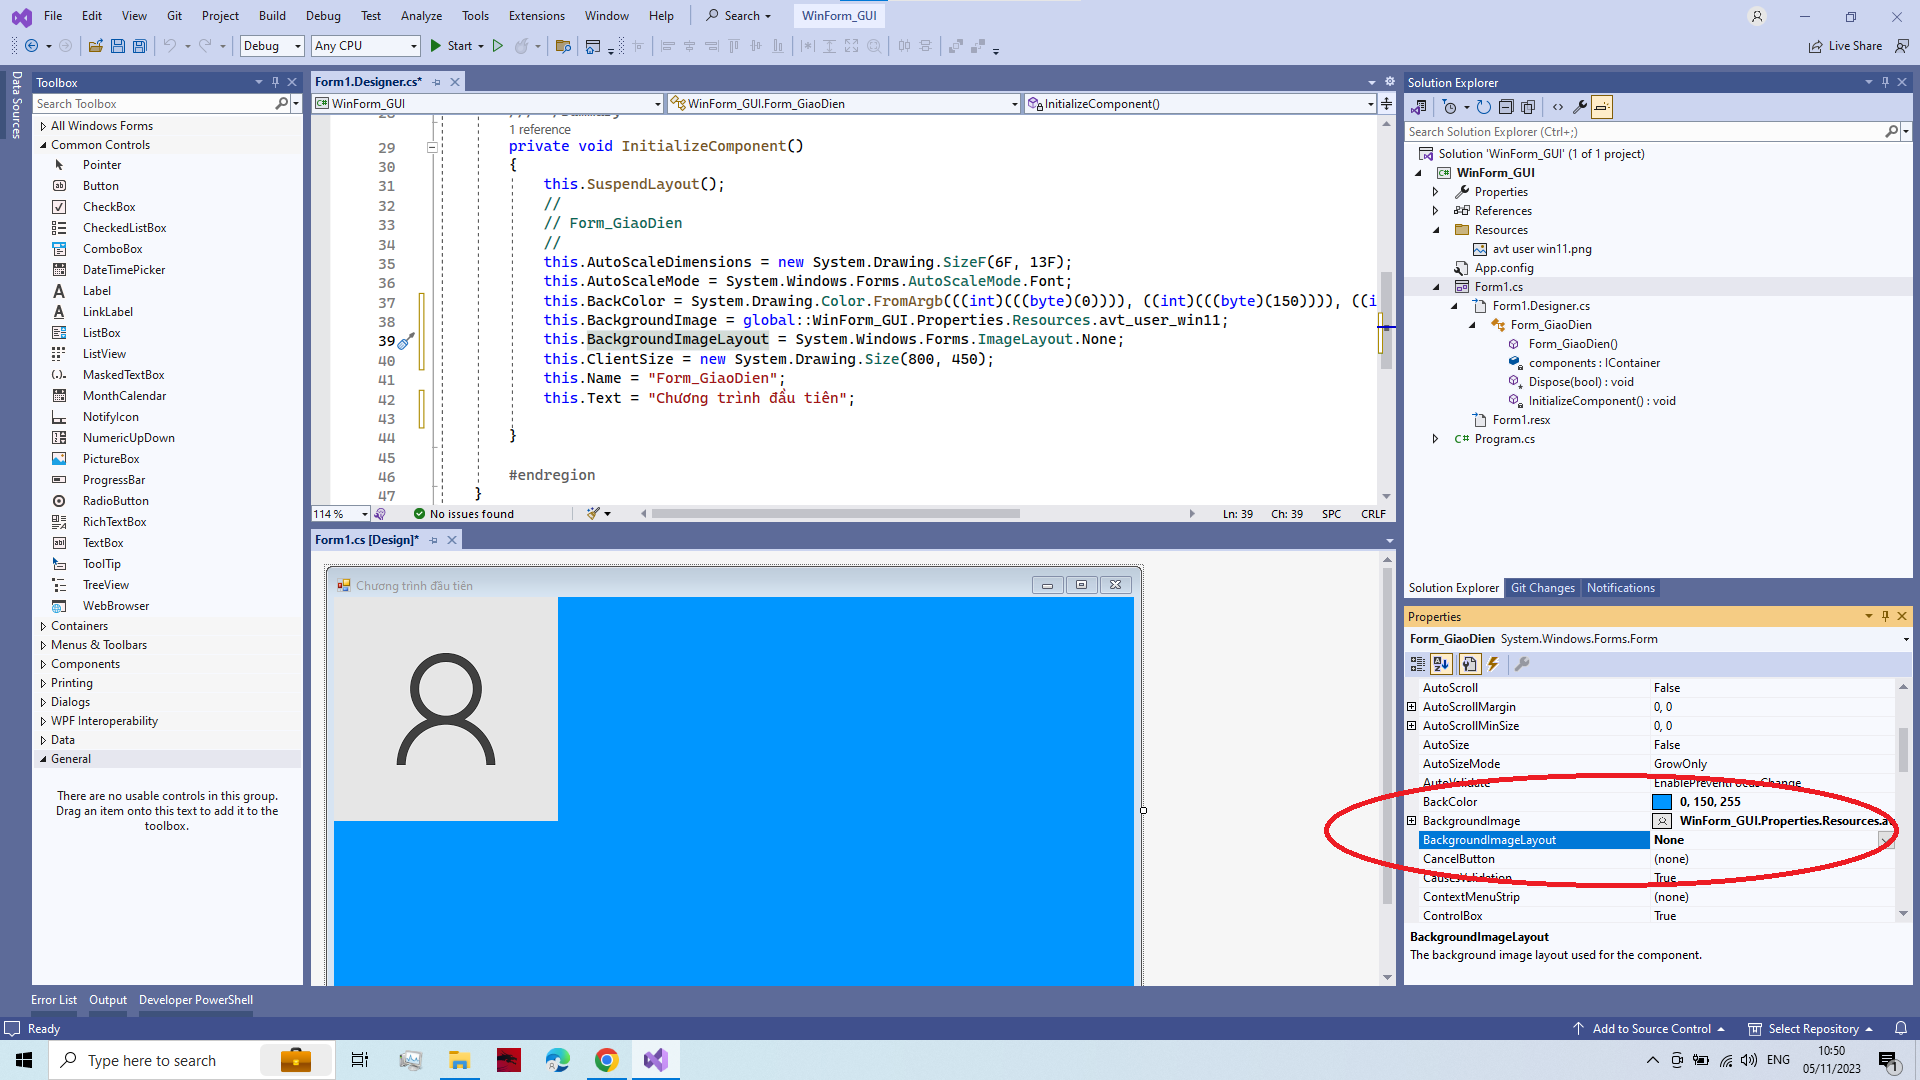 File Edit View Git Project Build Debug Test Analyze Tools Extensions Window Help Search WinForm_GUI
Debug Any CPU Start Live Share
Data Sources
Toolbox
Search Toolbox
All Windows Forms
Common Controls
Pointer
Button
CheckBox
CheckedListBox
ComboBox
DateTimePicker
Label
LinkLabel
ListBox
ListView
MaskedTextBox
MonthCalendar
NotifyIcon
NumericUpDown
PictureBox
ProgressBar
RadioButton
RichTextBox
TextBox
ToolTip
TreeView
WebBrowser
Containers
Menus & Toolbars
Components
Printing
Dialogs
WPF Interoperability
Data
General
There are no usable controls in this group.
Drag an item onto this text to add it to the
toolbox.
Form1.Designer.cs*
WinForm_GUI WinForm_GUI.Form_GiaoDien InitializeComponent()
1 reference
29 private void InitializeComponent()
30 {
31 this.SuspendLayout();
32 //
33 // Form_GiaoDien
34 //
35 this.AutoScaleDimensions = new System.Drawing.SizeF(6F, 13F);
36 this.AutoScaleMode = System.Windows.Forms.AutoScaleMode.Font;
37 this.BackColor = System.Drawing.Color.FromArgb(((int)(((byte)(0)))), ((int)(((byte)(150)))), ((i
38 this.BackgroundImage = global::WinForm_GUI.Properties.Resources.avt_user_win11;
39 this.BackgroundImageLayout = System.Windows.Forms.ImageLayout.None;
40 this.ClientSize = new System.Drawing.Size(800, 450);
41 this.Name = "Form_GiaoDien";
42 this.Text = "Chương trình đầu tiên";
43
44 }
45
46 #endregion
47 }
114 % No issues found Ln: 39 Ch: 39 SPC CRLF
Form1.cs [Design]*
Chương trình đầu tiên
Solution Explorer
Search Solution Explorer (Ctrl+;)
Solution 'WinForm_GUI' (1 of 1 project)
WinForm_GUI
Properties
References
Resources
avt user win11.png
App.config
Form1.cs
Form1.Designer.cs
Form_GiaoDien
Form_GiaoDien()
components : IContainer
Dispose(bool) : void
InitializeComponent() : void
Form1.resx
C# Program.cs
Solution Explorer Git Changes Notifications
Properties
Form_GiaoDien System.Windows.Forms.Form
AutoScroll False
AutoScrollMargin 0, 0
AutoScrollMinSize 0, 0
AutoSize False
AutoSizeMode GrowOnly
AutoValidate EnablePreventFocusChange
BackColor 0, 150, 255
BackgroundImage WinForm_GUI.Properties.Resources.a
BackgroundImageLayout None
CancelButton (none)
CausesValidation True
ContextMenuStrip (none)
ControlBox True
BackgroundImageLayout
The background image layout used for the component.
Error List Output Developer PowerShell
Ready Add to Source Control Select Repository
Type here to search ENG 10:50
05/11/2023 1